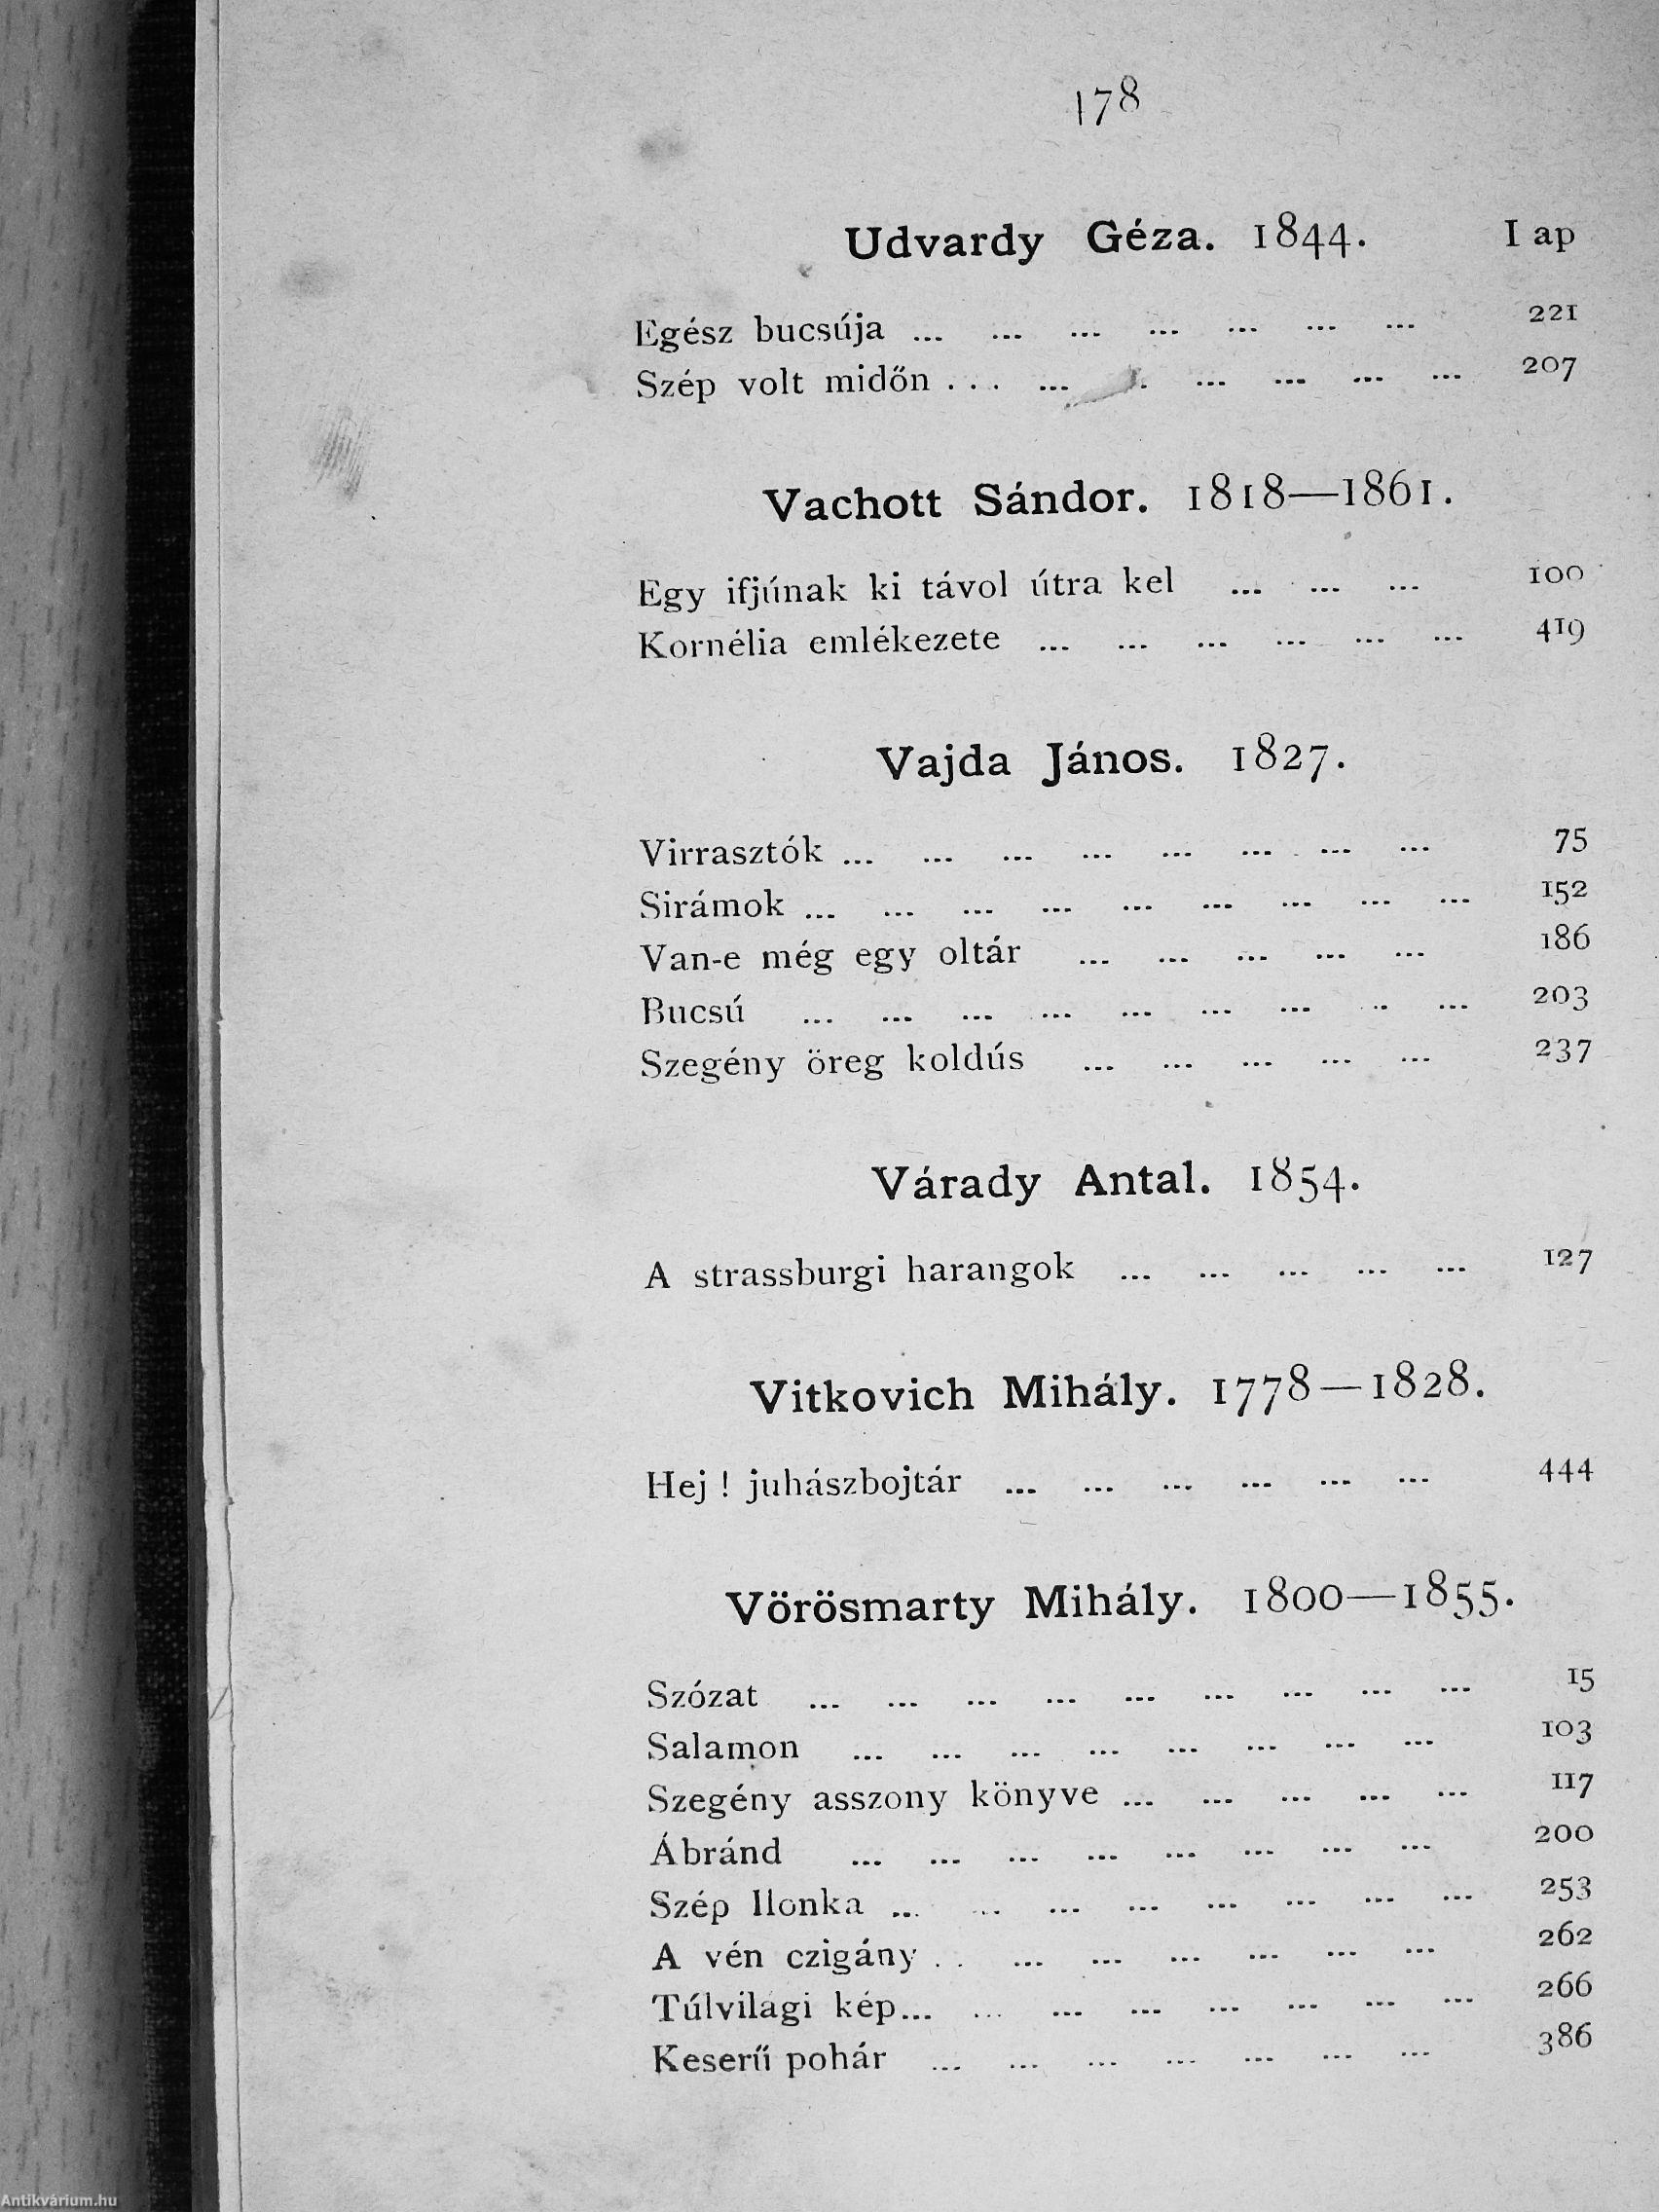 178
Udvardy Géza. 1844. Iap
Egész bucsúja ... ... ... ... ... ... ... 221
Szép volt midőn . . . ... . ... ... ... ... 207
Vachott Sándor. 1818—1861.
Egy ifjúnak ki távol útra kel ... ... ... 100
Kornélia emlékezete ... ... ... ... ... ... 419
Vajda János. 1827.
Virrasztók ... ... ... ... ... ... ... ... 75
Sirámok ... ... ... ... ... ... ... ... ... 152
Van-e még egy oltár ... ... ... ... ... 186
Bucsú ... ... ... ... ... ... ... .. ... 203
Szegény öreg koldús ... ... ... ... ... 237
Várady Antal. 1854.
A strassburgi harangok ... ... ... ... ... 127
Vitkovich Mihály. 1778—1828.
Hej! juhászbojtár ... ... ... ... ... ... 444
Vörösmarty Mihály. 1800—1855.
Szózat ... ... ... ... ... ... ... ... ... 15
Salamon ... ... ... ... ... ... ... ... 103
Szegény asszony könyve ... ... ... ... ... 117
Ábránd ... ... ... ... ... ... ... ... 200
Szép Ilonka ... ... ... ... ... ... ... ... 253
A vén czigány . . ... ... ... ... ... ... 262
Túlvilagi kép... ... ... ... ... ... ... ... 266
Keserű pohár ... ... ... ... ... ... ... 386
Antikvárium.hu